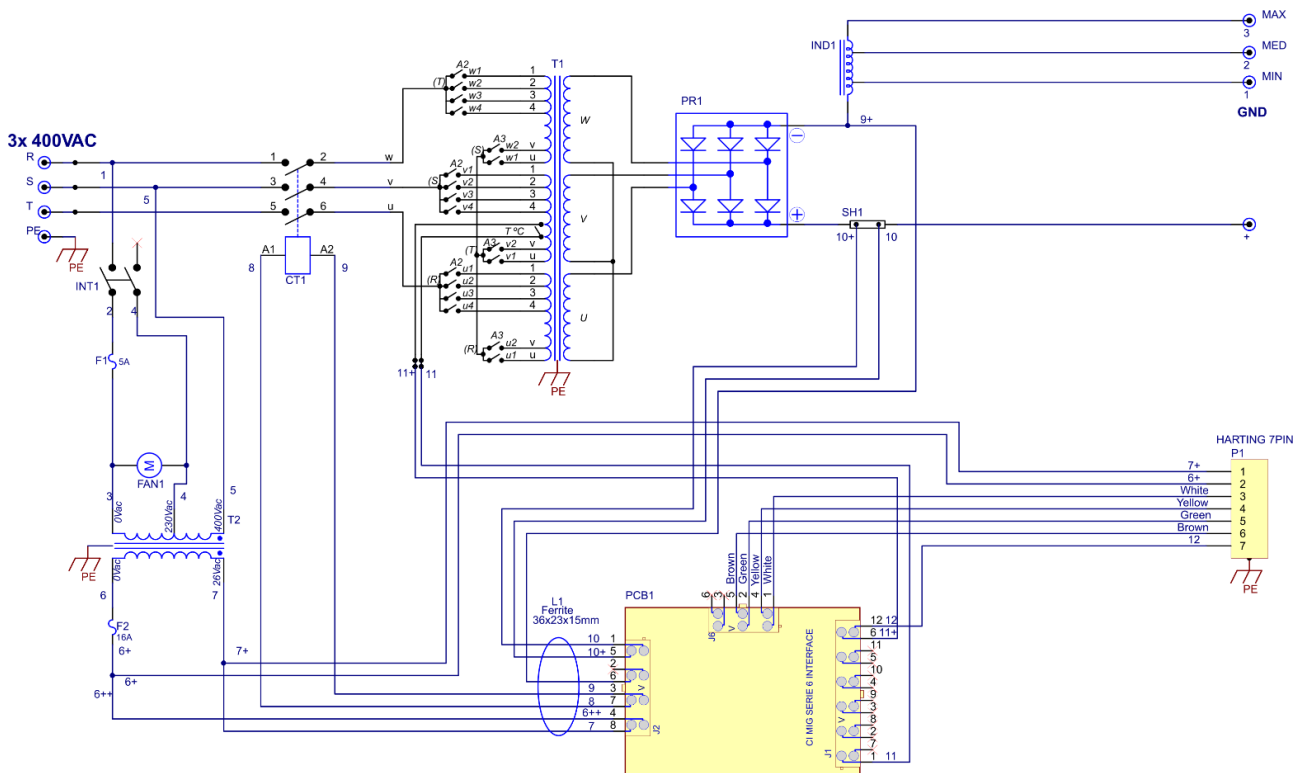 MAX
3
IND1
MED
2
MIN
1
GND
T1
A2
w1
1
(T)
w2
2
w3
3
w4
4
W
PR1
9+
3x 400VAC
R
1
2
w
S
3
4
v
T
5
6
u
PE
PE
1
5
A3
w2
v
(S)
w1
u
A2
v1
1
(S
v2
2
v3
3
v4
4
V
T ºC
A3
v2
v
(T)
v1
u
A2
u1
1
(R)
u2
2
u3
3
u4
4
U
A3
u2
v
(R)
u1
u
PE
SH1
10+
10
+
A1
A2
8
9
CT1
INT1
2
4
F1
5A
11+
11
M
FAN1
3
4
5
0Vac
230Vac
400Vac
T2
PE
0Vac
26Vac
6
7
F2
16A
6+
7+
6+
6++
HARTING 7PIN
P1
7+
1
6+
2
White
3
Yellow
4
Green
5
Brown
6
12
7
PE
Brown
Green
Yellow
White
6
3
5
2
4
1
J6
V
PCB1
L1
Ferrite
36x23x15mm
10
1
10+
5
2
6
9
3
8
7
6++
4
7
8
V
J2
CI MIG SERIE 6 INTERFACE
12
12
6
11+
11
5
10
4
9
3
8
2
7
1
11
V
J1